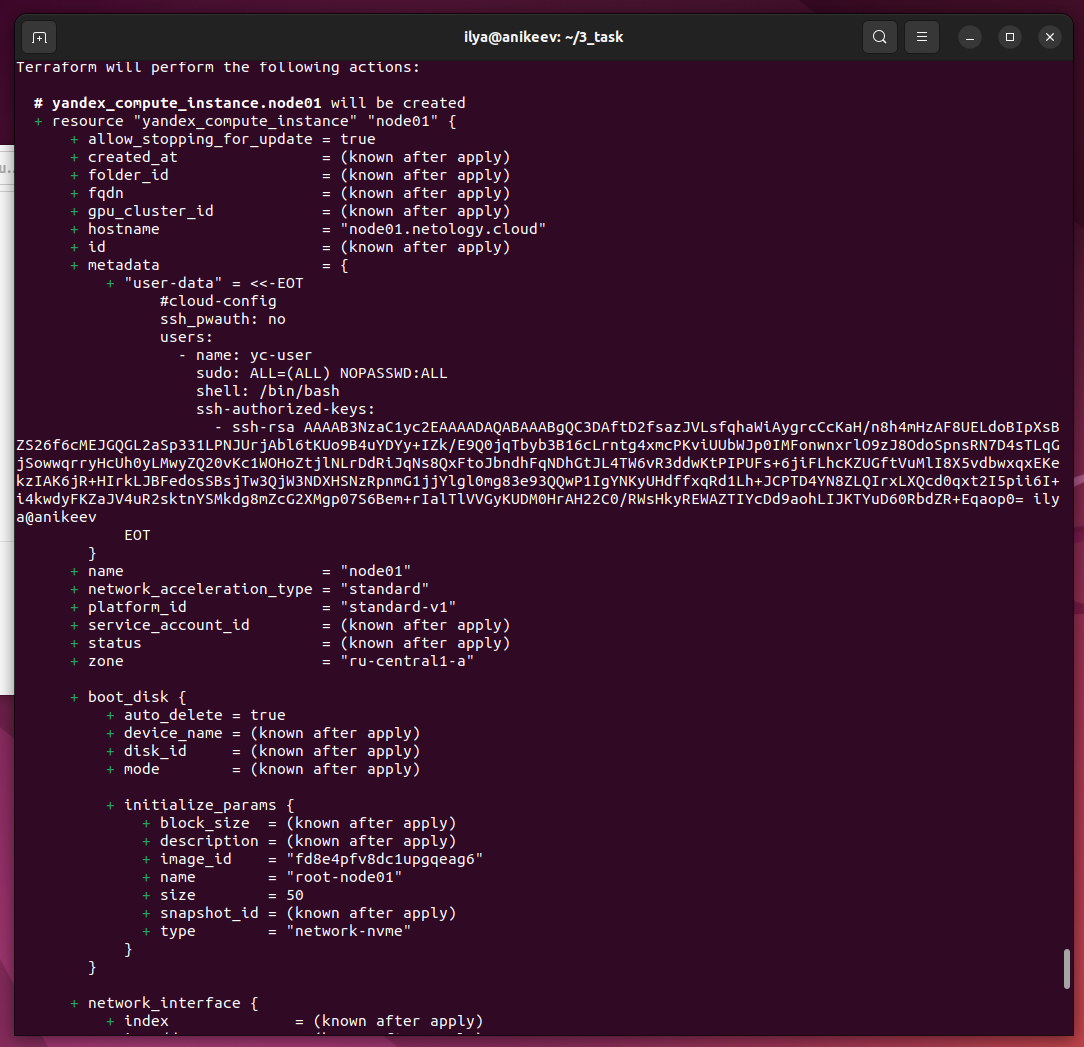 ilya@anikeev: ~/3_task
Terraform will perform the following actions:
# yandex_compute_instance.node01 will be created
+ resource "yandex_compute_instance" "node01" {
+ allow_stopping_for_update = true
+ created_at = (known after apply)
+ folder_id = (known after apply)
+ fqdn = (known after apply)
+ gpu_cluster_id = (known after apply)
+ hostname = "node01.netology.cloud"
+ id = (known after apply)
+ metadata = {
+ "user-data" = <<-EOT
#cloud-config
ssh_pwauth: no
users:
- name: yc-user
sudo: ALL=(ALL) NOPASSWD:ALL
shell: /bin/bash
ssh-authorized-keys:
- ssh-rsa AAAAB3NzaC1yc2EAAAADAQABAAABgQC3DAftD2fsazJVLsfqhaWiAygrcCcKaH/n8h4mHzAF8UELdoBIpXsB
ZS26f6cMEJGQGL2aSp331LPNJUrjAbl6tKUo9B4uYDYy+IZk/E9Q0jqTbyb3B16cLrntg4xmcPKviUUbWJp0IMFonwnxrlO9zJ8OdoSpnsRN7D4sTLqG
jSowwqrryHcUh0yLMwyZQ20vKc1WOHoZtjlNLrDdRiJqNs8QxFtoJbndhFqNDhGtJL4TW6vR3ddwKtPIPUFs+6jiFLhcKZUGftVuMlI8X5vdbwxqxEKe
kzIAK6jR+HIrkLJBFedosSBsjTw3QjW3NDXHSNzRpnmG1jjYlgl0mg83e93QQwP1IgYNKyUHdffxqRd1Lh+JCPTD4YN8ZLQIrxLXQcd0qxt2I5pii6I+
i4kwdyFKZaJV4uR2sktnYSMkdg8mZcG2XMgp07S6Bem+rIalTlVVGyKUDM0HrAH22C0/RWsHkyREWAZTIYcDd9aohLIJKTYuD60RbdZR+Eqaop0= ily
a@anikeev
EOT
}
+ name = "node01"
+ network_acceleration_type = "standard"
+ platform_id = "standard-v1"
+ service_account_id = (known after apply)
+ status = (known after apply)
+ zone = "ru-central1-a"
+ boot_disk {
+ auto_delete = true
+ device_name = (known after apply)
+ disk_id = (known after apply)
+ mode = (known after apply)
+ initialize_params {
+ block_size = (known after apply)
+ description = (known after apply)
+ image_id = "fd8e4pfv8dc1upgqeag6"
+ name = "root-node01"
+ size = 50
+ snapshot_id = (known after apply)
+ type = "network-nvme"
}
}
+ network_interface {
+ index = (known after apply)